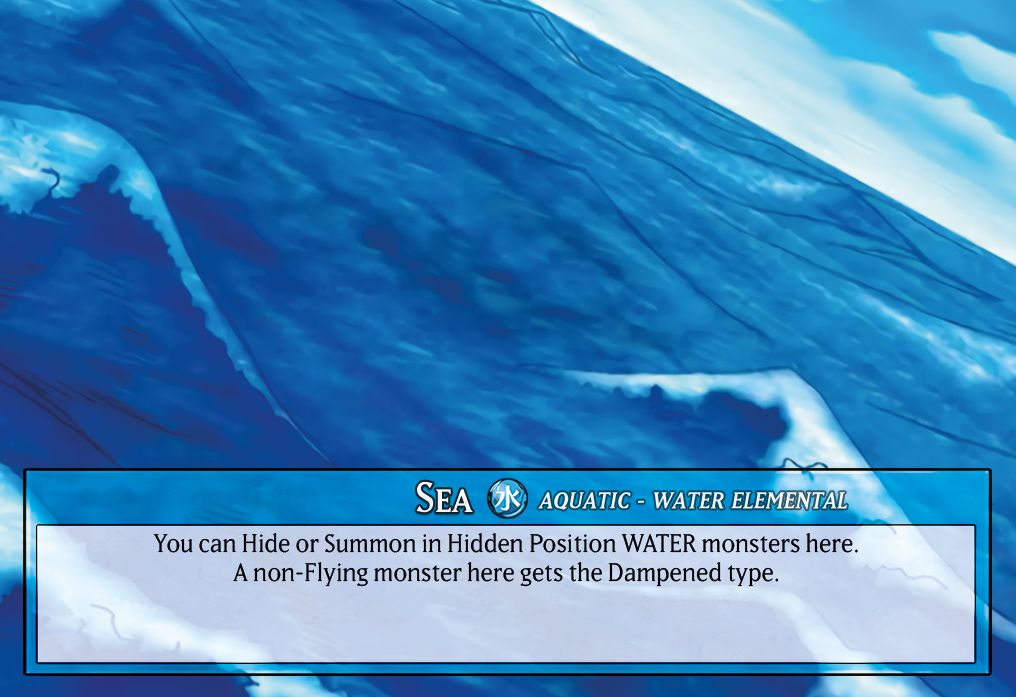 SEA 水 AQUATIC - WATER ELEMENTAL
You can Hide or Summon in Hidden Position WATER monsters here.
A non-Flying monster here gets the Dampened type.